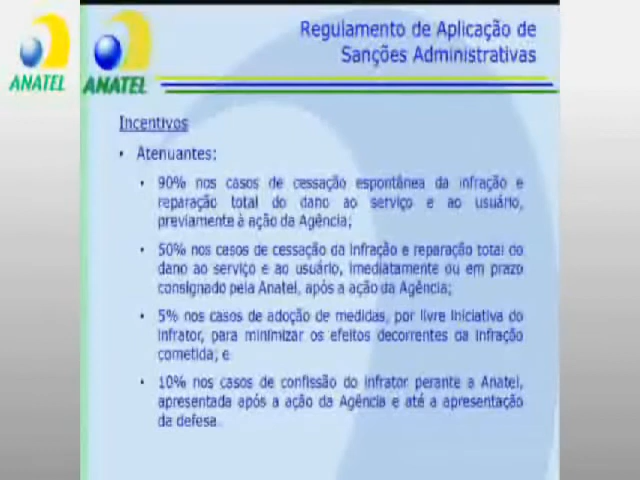 ANATEL
ANATEL
Regulamento de Aplicação de
Sanções Administrativas
Incentivos
• Atenuantes:
• 90% nos casos de cessação espontânea da infração e
reparação total do dano ao serviço e ao usuário,
previamente à ação da Agência;
• 50% nos casos de cessação da infração e reparação total do
dano ao serviço e ao usuário, imediatamente ou em prazo
consignado pela Anatel, após a ação da Agência;
• 5% nos casos de adoção de medidas, por livre iniciativa do
infrator, para minimizar os efeitos decorrentes da infração
cometida; e
• 10% nos casos de confissão do infrator perante a Anatel,
apresentada após a ação da Agência e até a apresentação
da defesa.